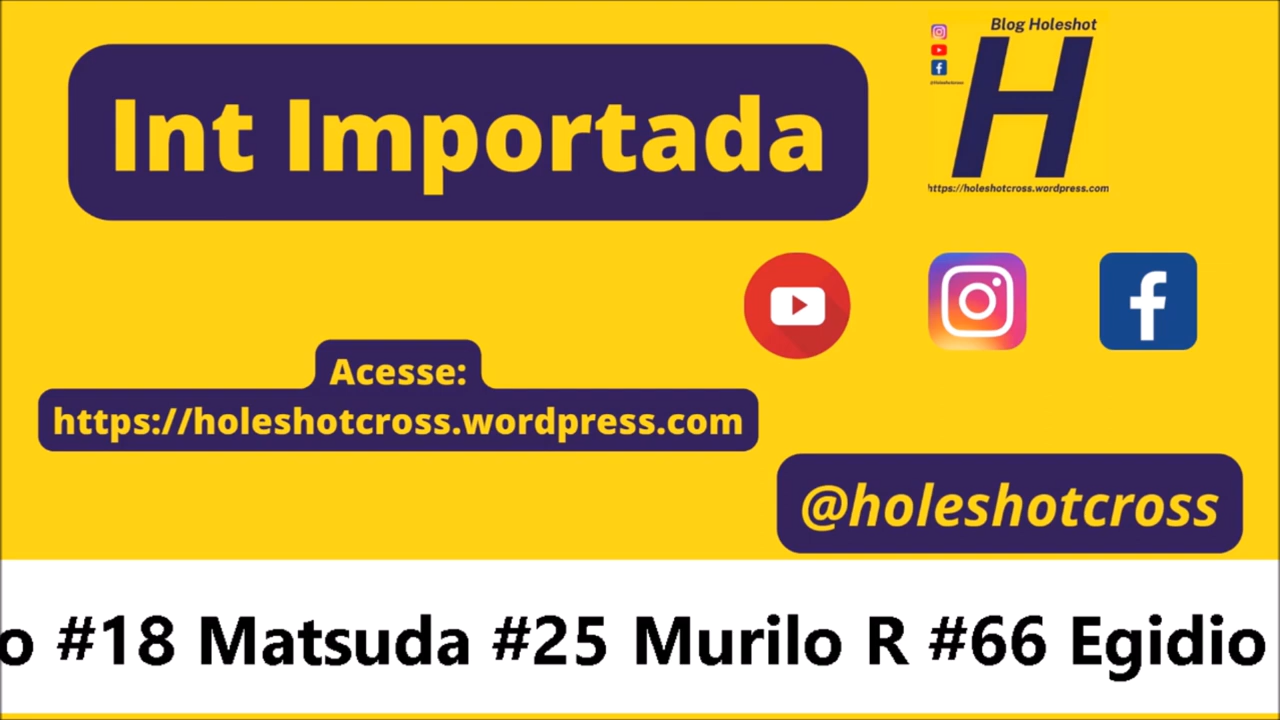 Blog Holeshot
H
https://holeshotcross.wordpress.com
Int Importada
Acesse:
https://holeshotcross.wordpress.com
@holeshotcross
o #18 Matsuda #25 Murilo R #66 Egidio